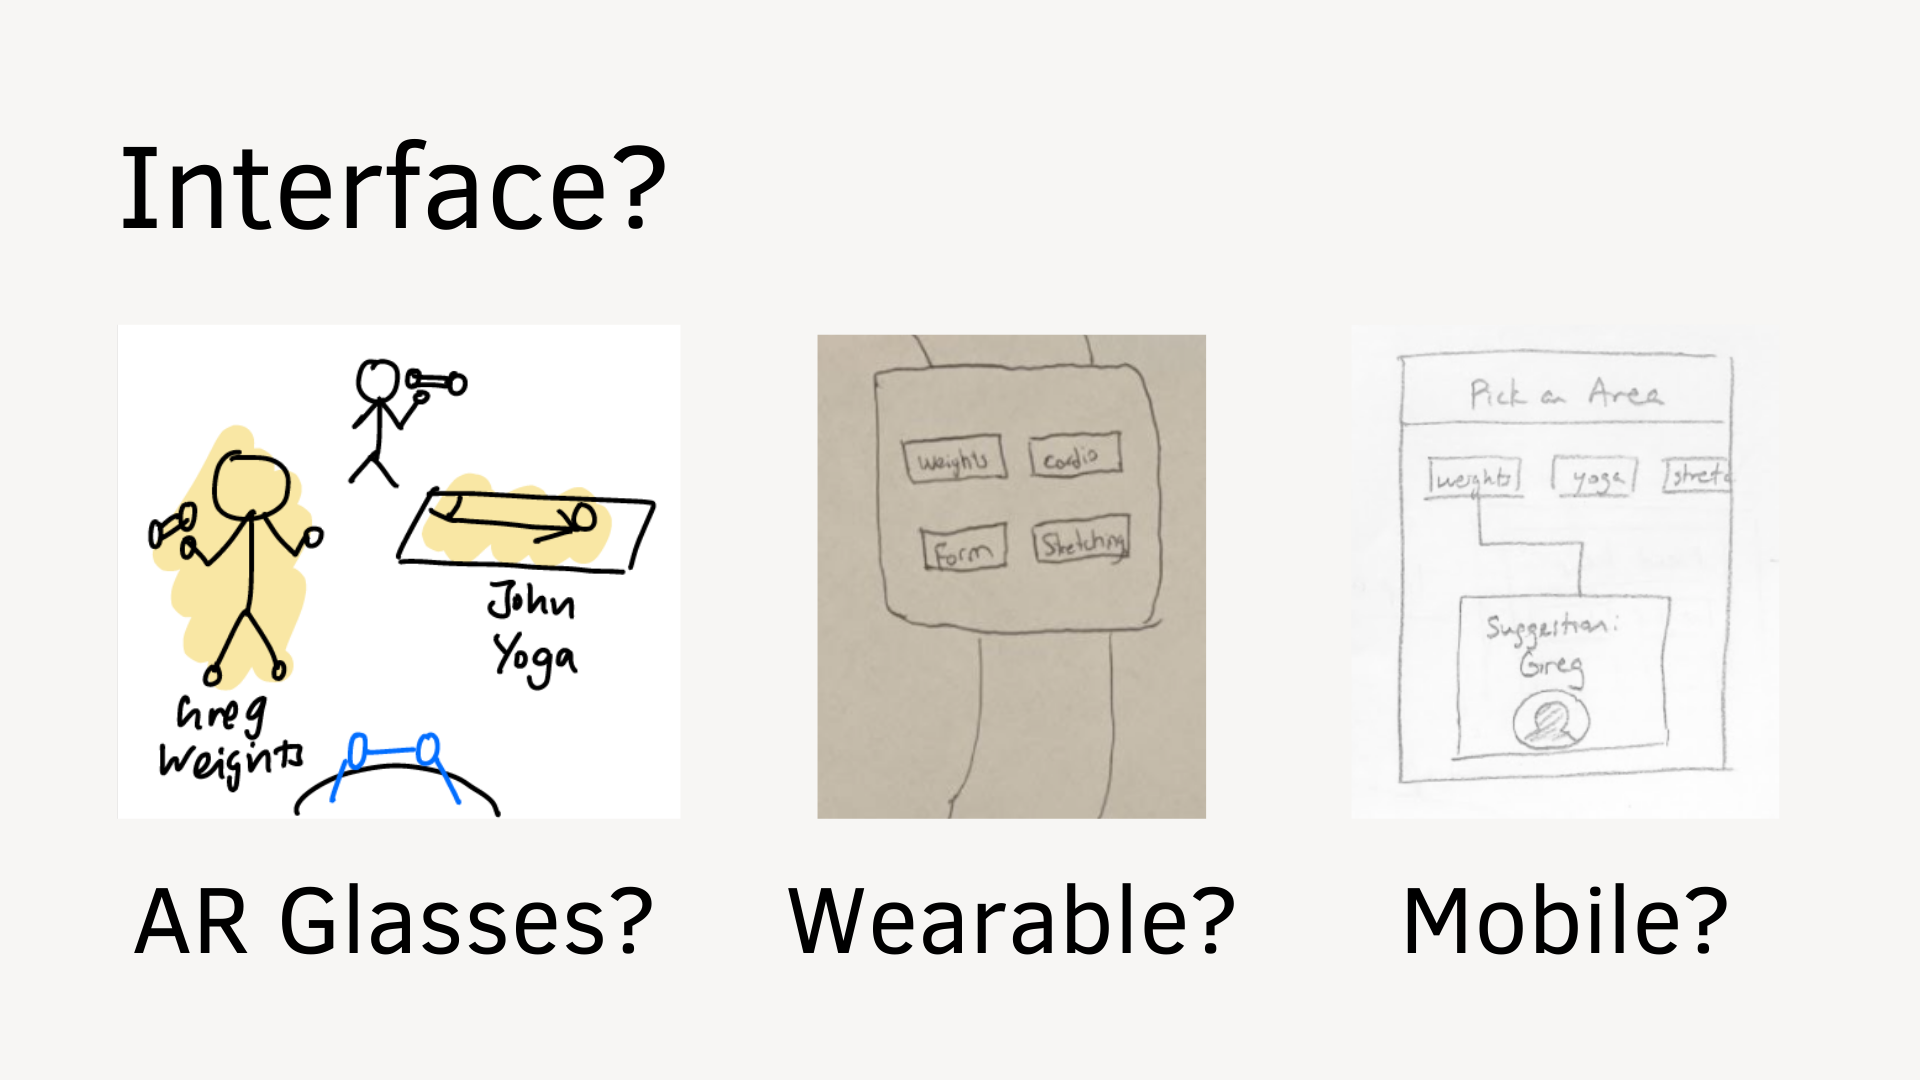 Interface?
Greg
Weights
John
Yoga
weights cardio
Form Stretching
Pick an Area
weights yoga stretc
Suggestion:
Greg
AR Glasses? Wearable? Mobile?